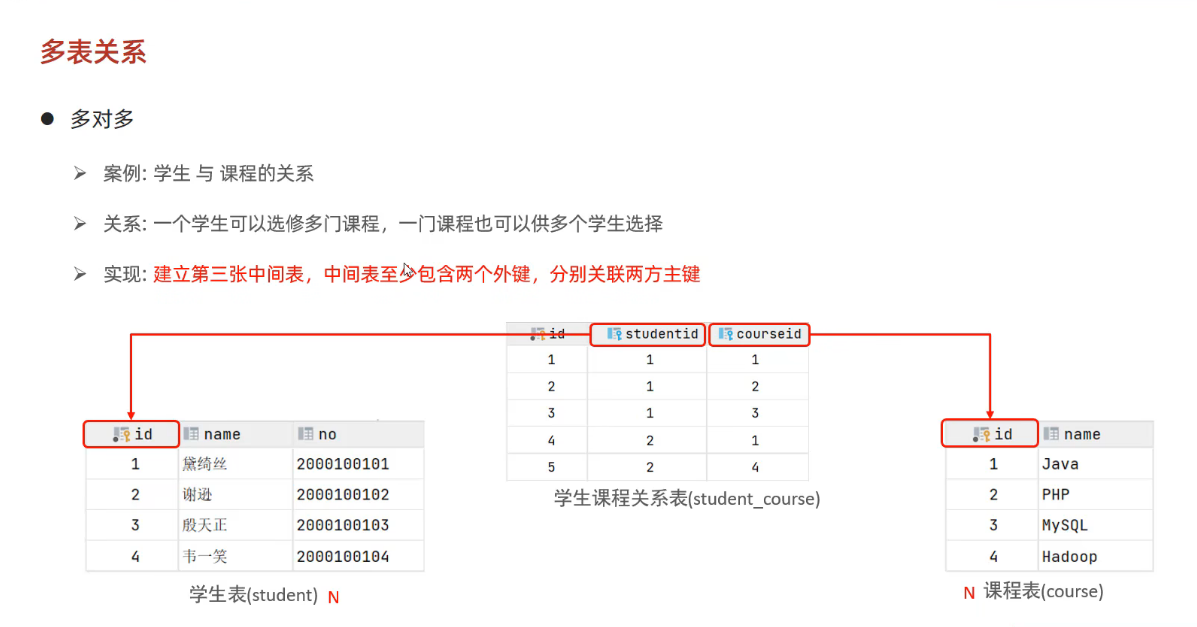 多表关系
● 多对多
➢ 案例: 学生 与 课程的关系
➢ 关系: 一个学生可以选修多门课程，一门课程也可以供多个学生选择
➢ 实现: 建立第三张中间表，中间表至少包含两个外键，分别关联两方主键
id studentid courseid
1 1 1
2 1 2
3 1 3
4 2 1
5 2 4
学生课程关系表(student_course)
id name no
1 黛绮丝 2000100101
2 谢逊 2000100102
3 殷天正 2000100103
4 韦一笑 2000100104
学生表(student) N
id name
1 Java
2 PHP
3 MySQL
4 Hadoop
N 课程表(course)